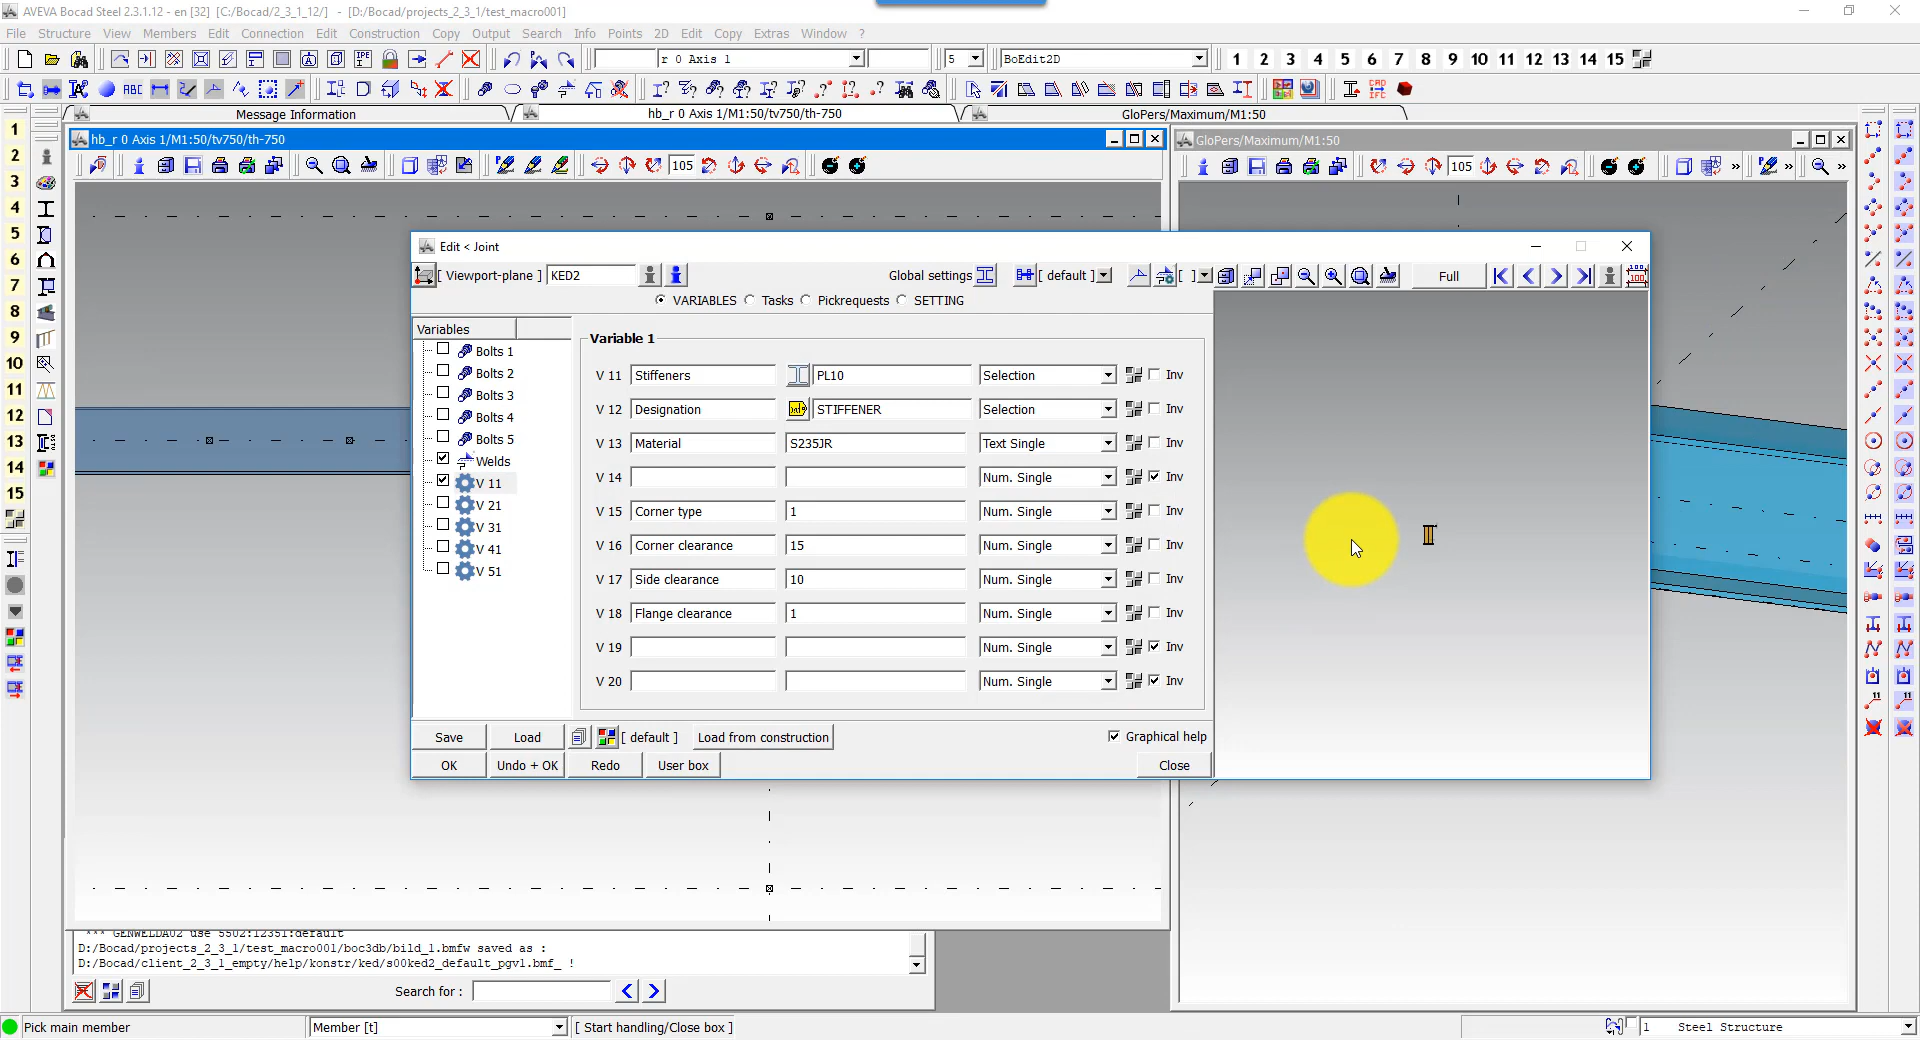 AVEVA Bocad Steel 2.3.1.12 - en [32] [C:/Bocad/2_3_1_12/] - [D:/Bocad/projects_2_3_1/test_macro001]
File Structure View Members Edit Connection Edit Construction Copy Output Search Info Points 2D Edit Copy Extras Window ?
r 0 Axis 1 5 BoEdit2D 1 2 3 4 5 6 7 8 9 10 11 12 13 14 15
ABC
Message Information hb_r 0 Axis 1/M1:50/tv750/th-750 GloPers/Maximum/M1:50
hb_r 0 Axis 1/M1:50/tv750/th-750 GloPers/Maximum/M1:50
105 105
1
2
3
4
5
6
7
8
9
10
11
12
13
14
15
Edit < Joint
[ Viewport-plane ] KED2 Global settings [ default ] [ ] Full
VARIABLES Tasks Pickrequests SETTING
Variables
Bolts 1
Bolts 2
Bolts 3
Bolts 4
Bolts 5
Welds
V 11
V 21
V 31
V 41
V 51
Variable 1
V 11 Stiffeners PL10 Selection Inv
V 12 Designation STIFFENER Selection Inv
V 13 Material S235JR Text Single Inv
V 14 Num. Single Inv
V 15 Corner type 1 Num. Single Inv
V 16 Corner clearance 15 Num. Single Inv
V 17 Side clearance 10 Num. Single Inv
V 18 Flange clearance 1 Num. Single Inv
V 19 Num. Single Inv
V 20 Num. Single Inv
Save Load [ default ] Load from construction Graphical help
OK Undo + OK Redo User box Close
*** GENWELDA02 use 5502:12351:default
D:/Bocad/projects_2_3_1/test_macro001/boc3db/bild_1.bmfw saved as :
D:/Bocad/client_2_3_1_empty/help/konstr/ked/s00ked2_default_pgv1.bmf_ !
Search for :
Pick main member Member [t] [ Start handling/Close box ] 1 Steel Structure